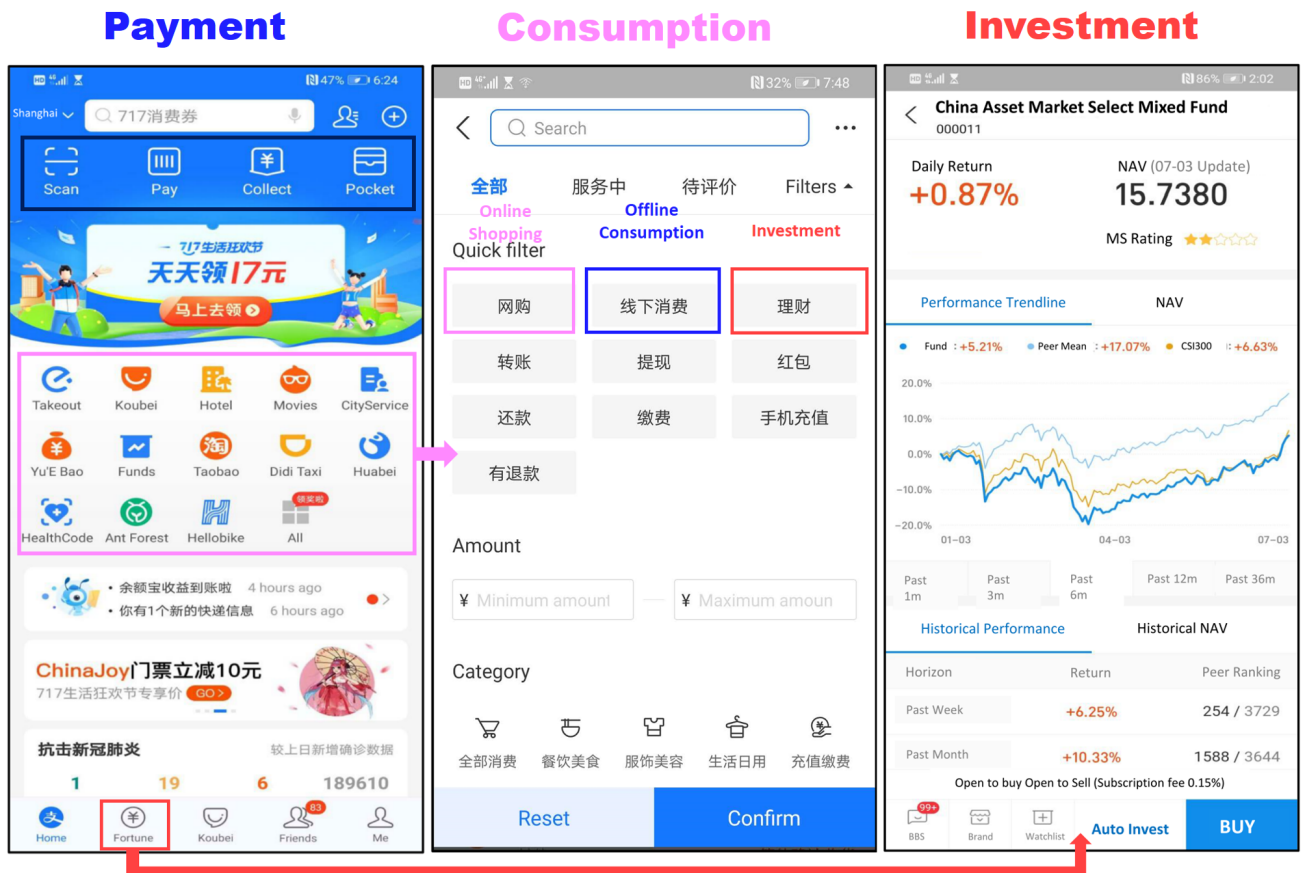 Payment
Consumption
Investment
HD 46 47% 6:24
Shanghai 717消费券
Scan Pay Collect Pocket
717生活狂欢节
天天领17元
马上去领
Takeout Koubei Hotel Movies CityService
Yu'E Bao Funds Taobao Didi Taxi Huabei
领奖啦
HealthCode Ant Forest Hellobike All
余额宝收益到账啦 4 hours ago
你有1个新的快递信息 6 hours ago
ChinaJoy门票立减10元
717生活狂欢节专享价 GO>
抗击新冠肺炎 较上日新增确诊数据
1 19 6 189610
83
Home Fortune Koubei Friends Me
HD 4G 32% 7:48
Search
全部 服务中 待评价 Filters
Online Shopping
Offline Consumption
Investment
Quick filter
网购 线下消费 理财
转账 提现 红包
还款 缴费 手机充值
有退款
Amount
¥ Minimum amount — ¥ Maximum amoun
Category
全部消费 餐饮美食 服饰美容 生活日用 充值缴费
Reset Confirm
HD 46 86% 2:02
China Asset Market Select Mixed Fund
000011
Daily Return NAV (07-03 Update)
+0.87% 15.7380
MS Rating
Performance Trendline NAV
Fund : +5.21% Peer Mean : +17.07% CSI300 : +6.63%
20.0%
10.0%
0.0%
−10.0%
−20.0%
01-03 04-03 07-03
Past 1m Past 3m Past 6m Past 12m Past 36m
Historical Performance Historical NAV
Horizon Return Peer Ranking
Past Week +6.25% 254 / 3729
Past Month +10.33% 1588 / 3644
Open to buy Open to Sell (Subscription fee 0.15%)
99+
BBS Brand Watchlist Auto Invest BUY